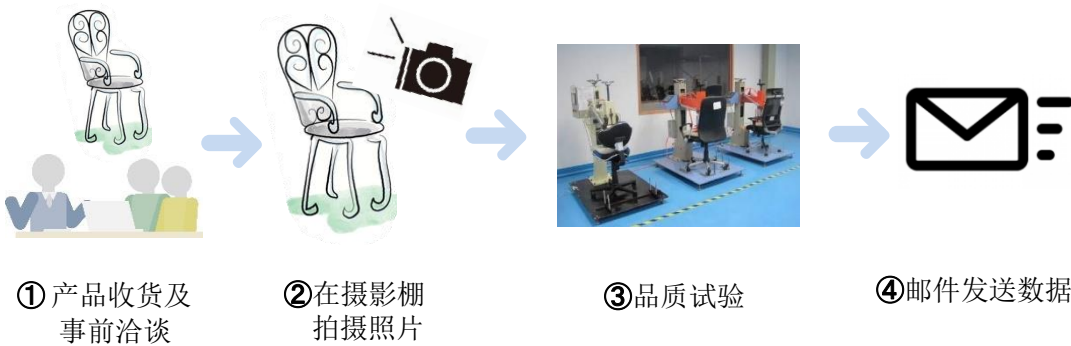 ①产品收货及
事前洽谈
②在摄影棚
拍摄照片
③品质试验
④邮件发送数据